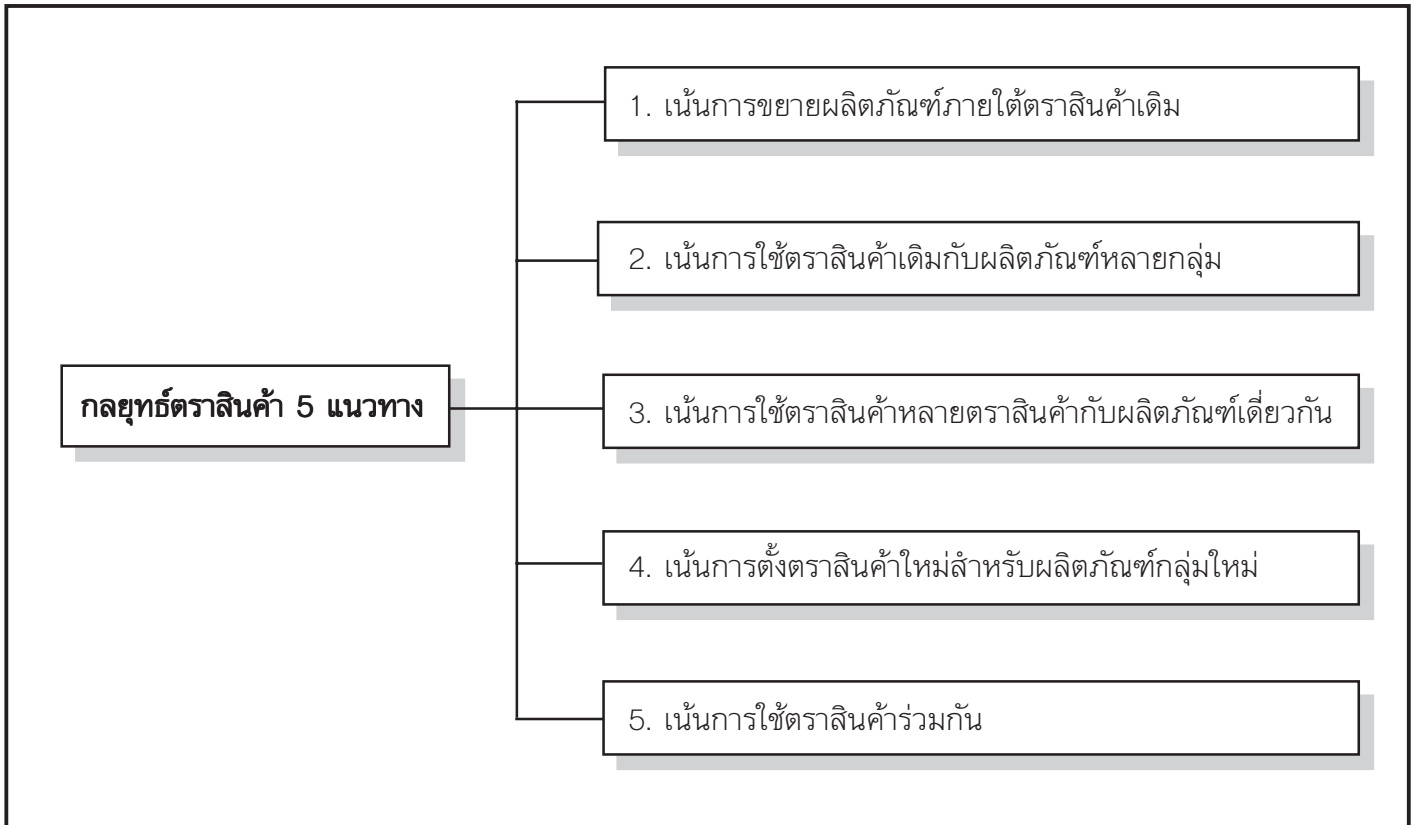 1. เน้นการขยายผลิตภัณฑ์ภายใต้ตราสินค้าเดิม
2. เน้นการใช้ตราสินค้าเดิมกับผลิตภัณฑ์หลายกลุ่ม
กลยุทธ์ตราสินค้า 5 แนวทาง
3. เน้นการใช้ตราสินค้าหลายตราสินค้ากับผลิตภัณฑ์เดี่ยวกัน
4. เน้นการตั้งตราสินค้าใหม่สำหรับผลิตภัณฑ์กลุ่มใหม่
5. เน้นการใช้ตราสินค้าร่วมกัน